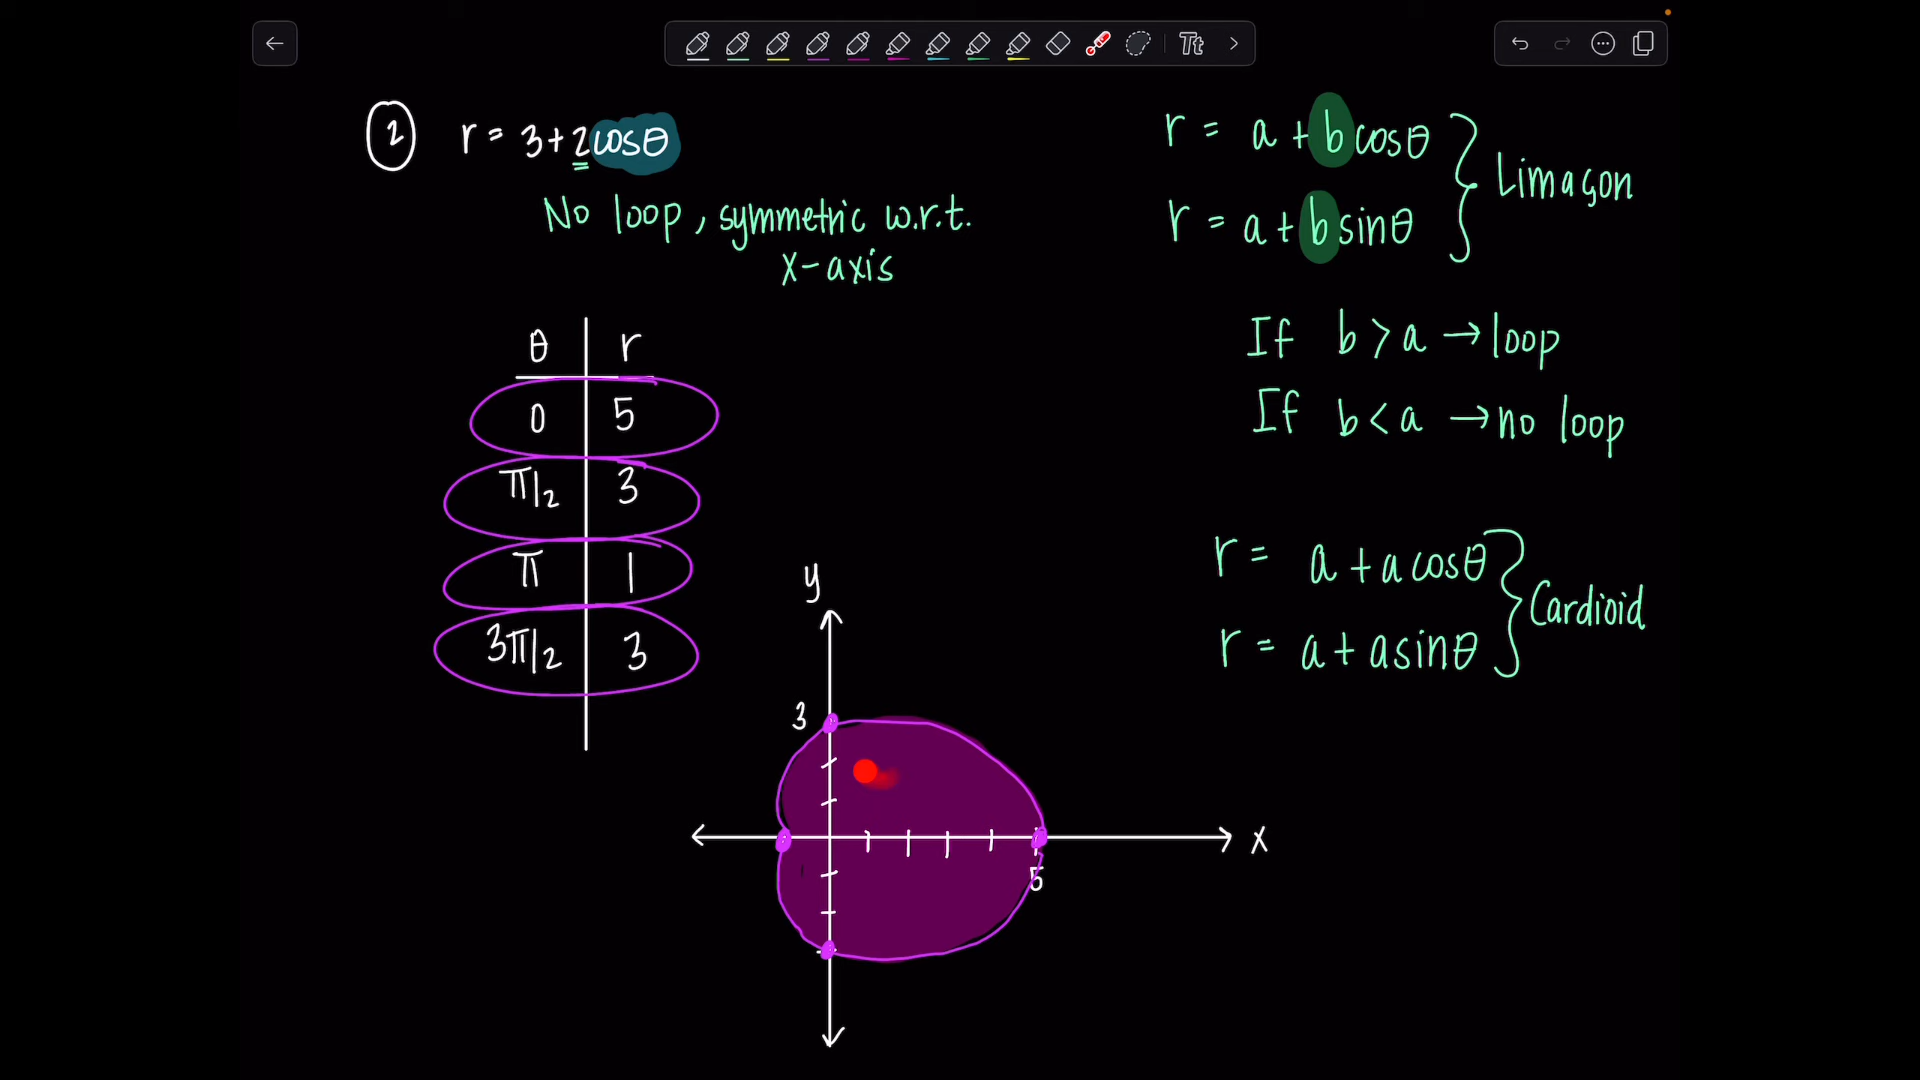 Tt
2
r = 3+2cosθ
No loop, symmetric w.r.t.
x-axis
θ r
0 5
π/2 3
π 1
3π/2 3
r = a + b cosθ
r = a + b sinθ
Limaçon
If b > a → loop
If b < a → no loop
r = a + a cosθ
r = a + a sinθ
Cardioid
y
3
x
5